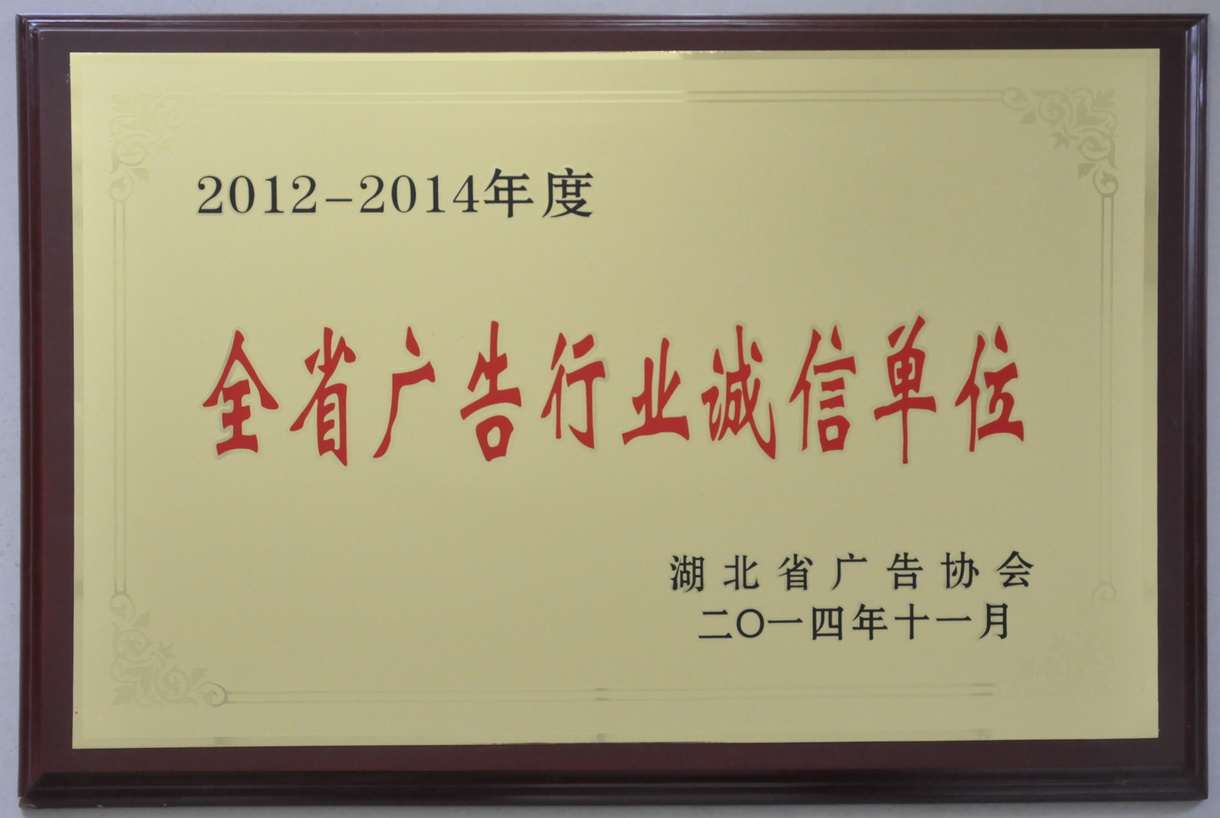 2012-2014年度
全省广告行业诚信单位
湖北省广告协会
二〇一四年十一月